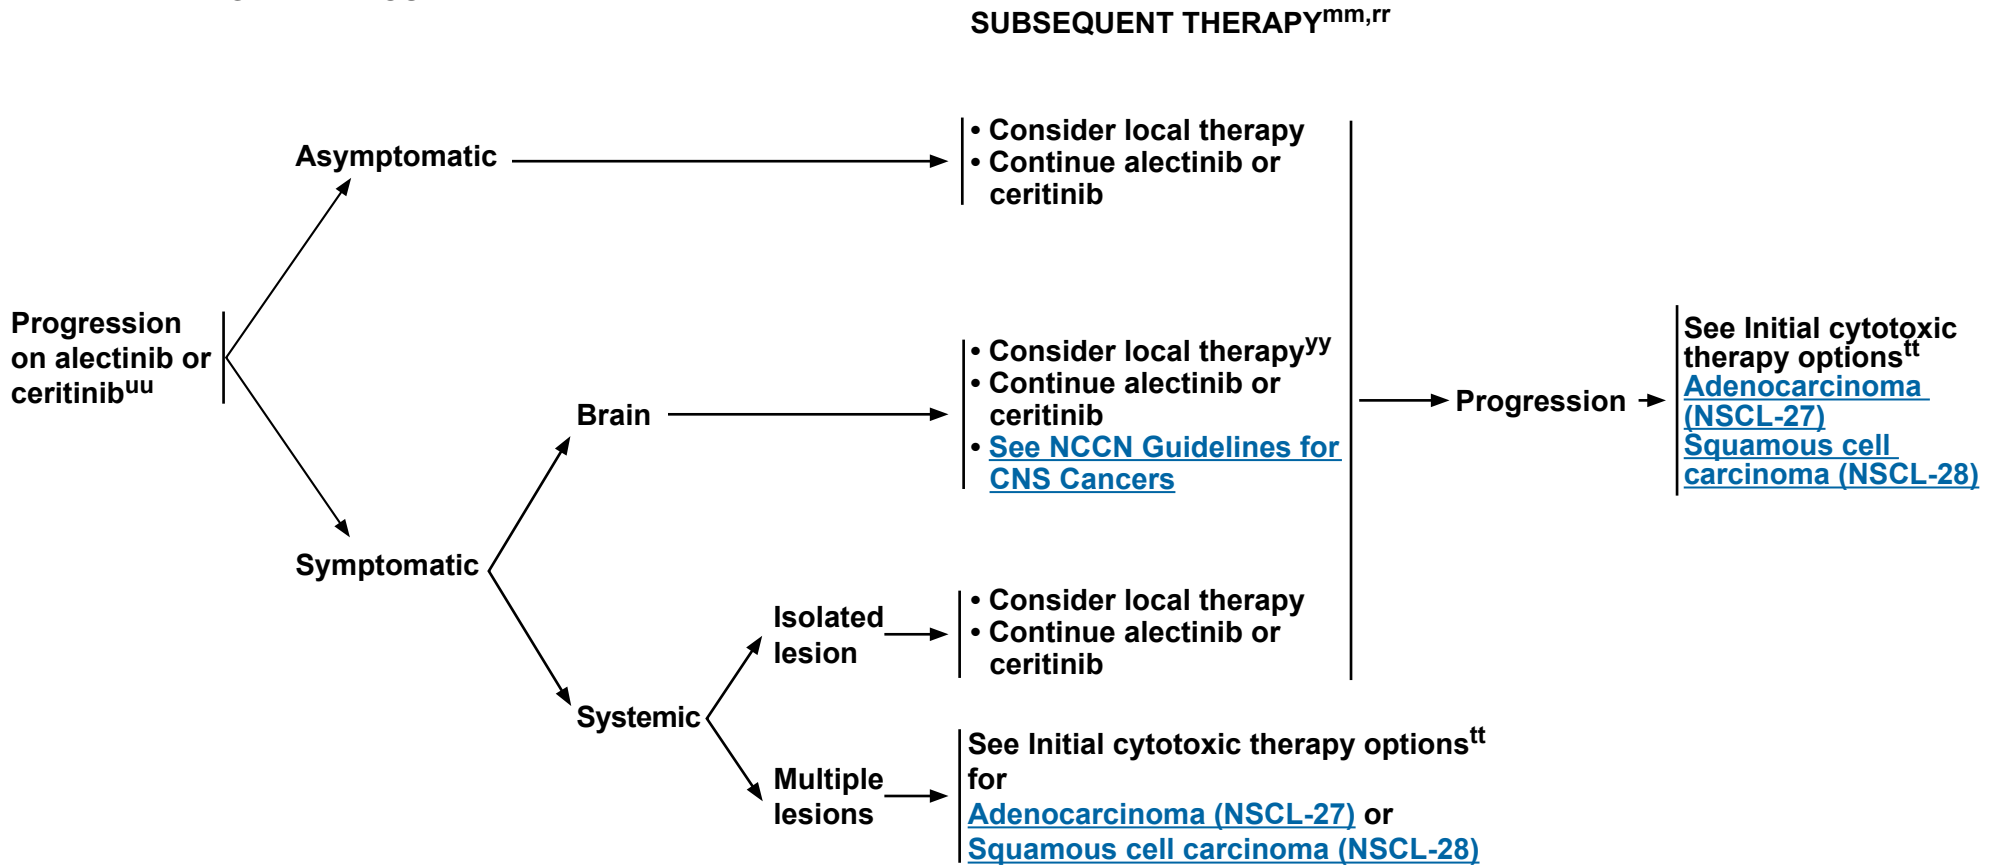 SUBSEQUENT THERAPYmm,rr
Asymptomatic
• Consider local therapy
• Continue alectinib or
ceritinib
Progression
on alectinib or
ceritinibuu
Symptomatic
Brain
• Consider local therapyyy
• Continue alectinib or
ceritinib
• See NCCN Guidelines for
CNS Cancers
Systemic
Isolated
lesion
• Consider local therapy
• Continue alectinib or
ceritinib
Multiple
lesions
See Initial cytotoxic therapy optionstt
for
Adenocarcinoma (NSCL-27) or
Squamous cell carcinoma (NSCL-28)
Progression
See Initial cytotoxic
therapy optionstt
Adenocarcinoma
(NSCL-27)
Squamous cell
carcinoma (NSCL-28)